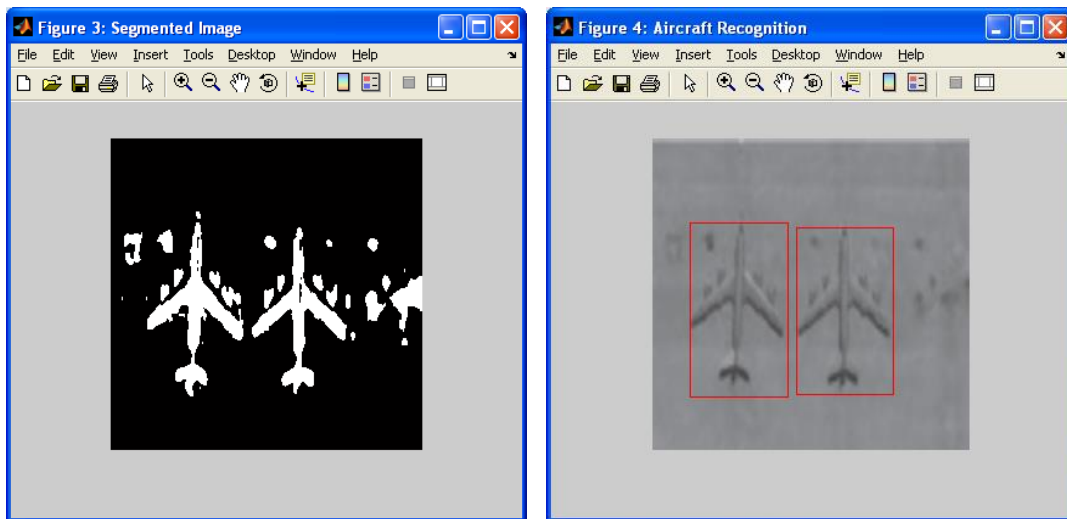 Figure 3: Segmented Image
File Edit View Insert Tools Desktop Window Help
Figure 4: Aircraft Recognition
File Edit View Insert Tools Desktop Window Help